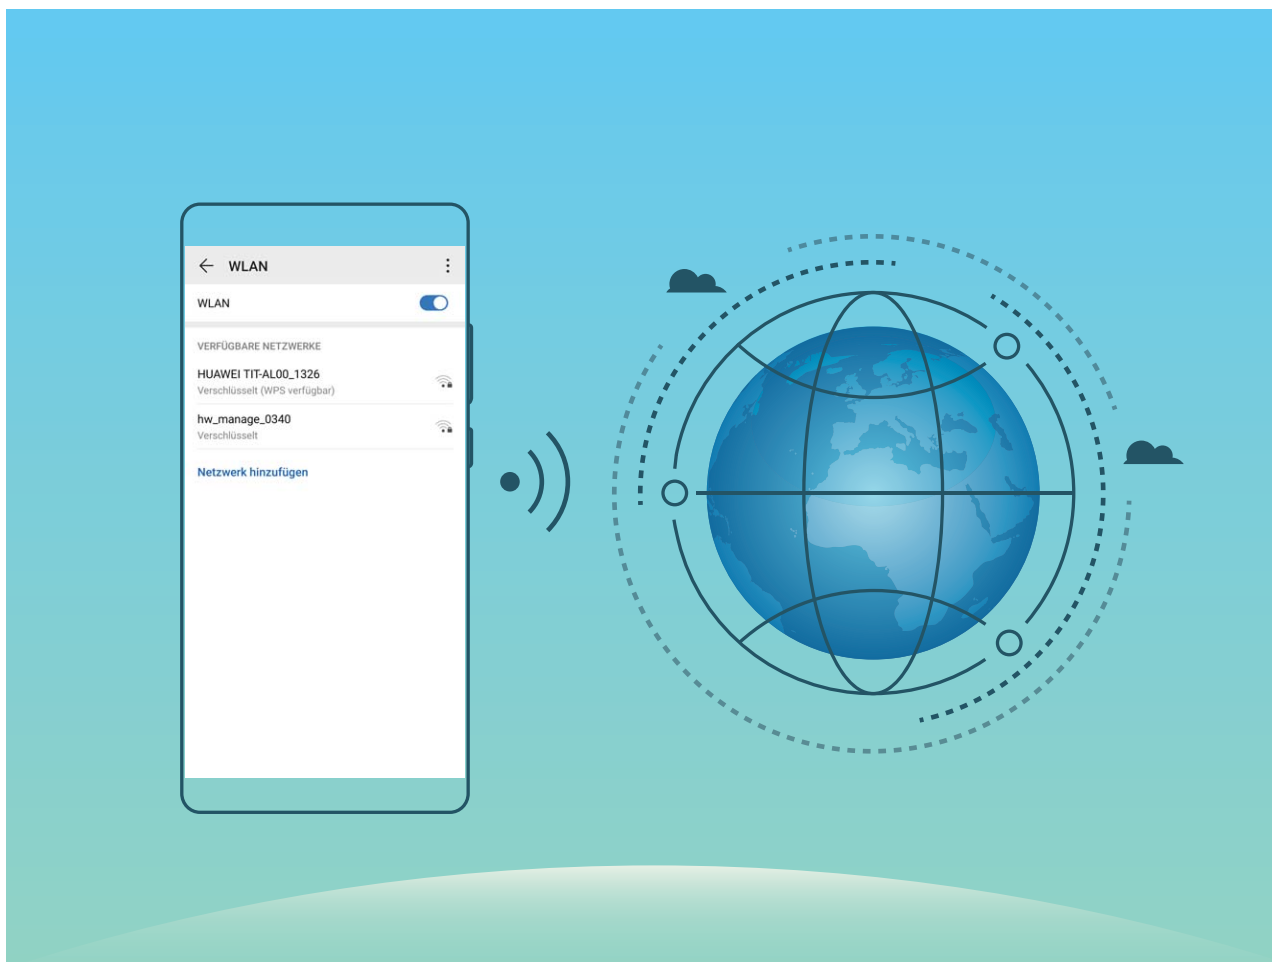 WLAN
WLAN
VERFÜGBARE NETZWERKE
HUAWEI TIT-AL00_1326
Verschlüsselt (WPS verfügbar)
hw_manage_0340
Verschlüsselt
Netzwerk hinzufügen